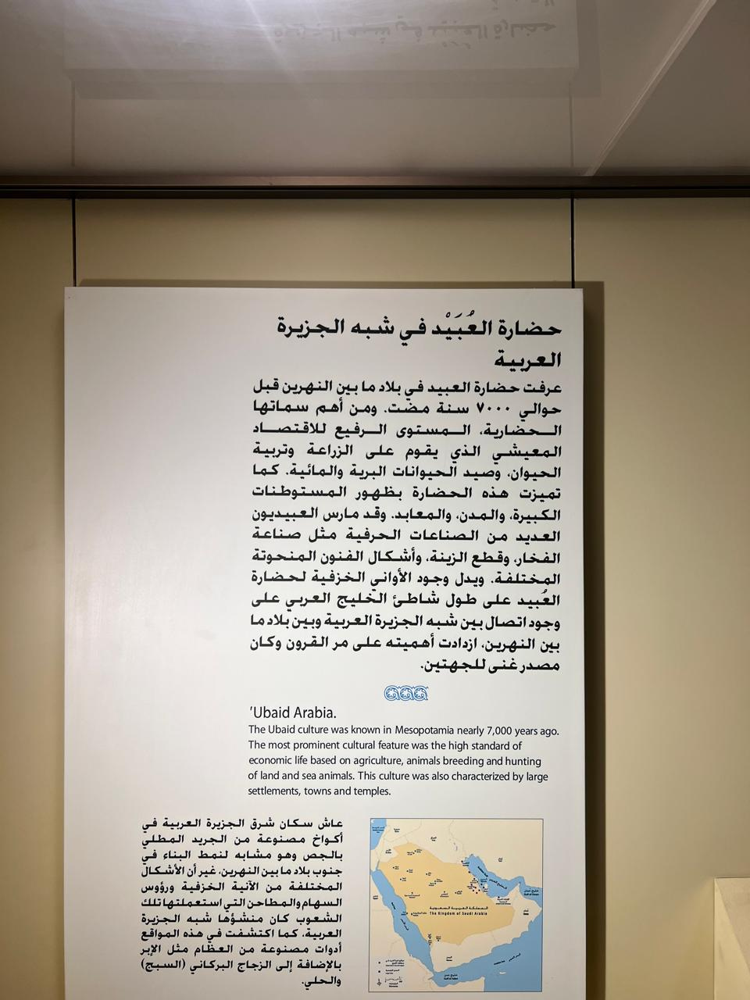 حضارة العُبَيْد في شبه الجزيرة
العربية
عرفت حضارة العبيد في بلاد ما بين النهرين قبل
حوالي ٧٠٠٠ سنة مضت. ومن أهم سماتها
الحضارية، المستوى الرفيع للاقتصاد
المعيشي الذي يقوم على الزراعة وتربية
الحيوان، وصيد الحيوانات البرية والمائية. كما
تميزت هذه الحضارة بظهور المستوطنات
الكبيرة، والمدن، والمعابد. وقد مارس العبيديون
العديد من الصناعات الحرفية مثل صناعة
الفخار، وقطع الزينة، وأشكال الفنون المنحوتة
المختلفة. ويدل وجود الأواني الخزفية لحضارة
العُبيد على طول شاطئ الخليج العربي على
وجود اتصال بين شبه الجزيرة العربية وبين بلاد ما
بين النهرين، ازدادت أهميته على مر القرون وكان
مصدر غنى للجهتين.
'Ubaid Arabia.
The Ubaid culture was known in Mesopotamia nearly 7,000 years ago.
The most prominent cultural feature was the high standard of
economic life based on agriculture, animals breeding and hunting
of land and sea animals. This culture was also characterized by large
settlements, towns and temples.
عاش سكان شرق الجزيرة العربية في
أكواخ مصنوعة من الجريد المطلي
بالجص وهو مشابه لنمط البناء في
جنوب بلاد ما بين النهرين، غير أن الأشكال
المختلفة من الآنية الخزفية ورؤوس
السهام والمطاحن التي استعملتها تلك
الشعوب كان منشؤها شبه الجزيرة
العربية، كما اكتشفت في هذه المواقع
أدوات مصنوعة من العظام مثل الإبر
بالإضافة إلى الزجاج البركاني (السبج)
والحلي.
المملكة العربية السعودية
The Kingdom of Saudi Arabia
خليج عدن
Gulf of Aden